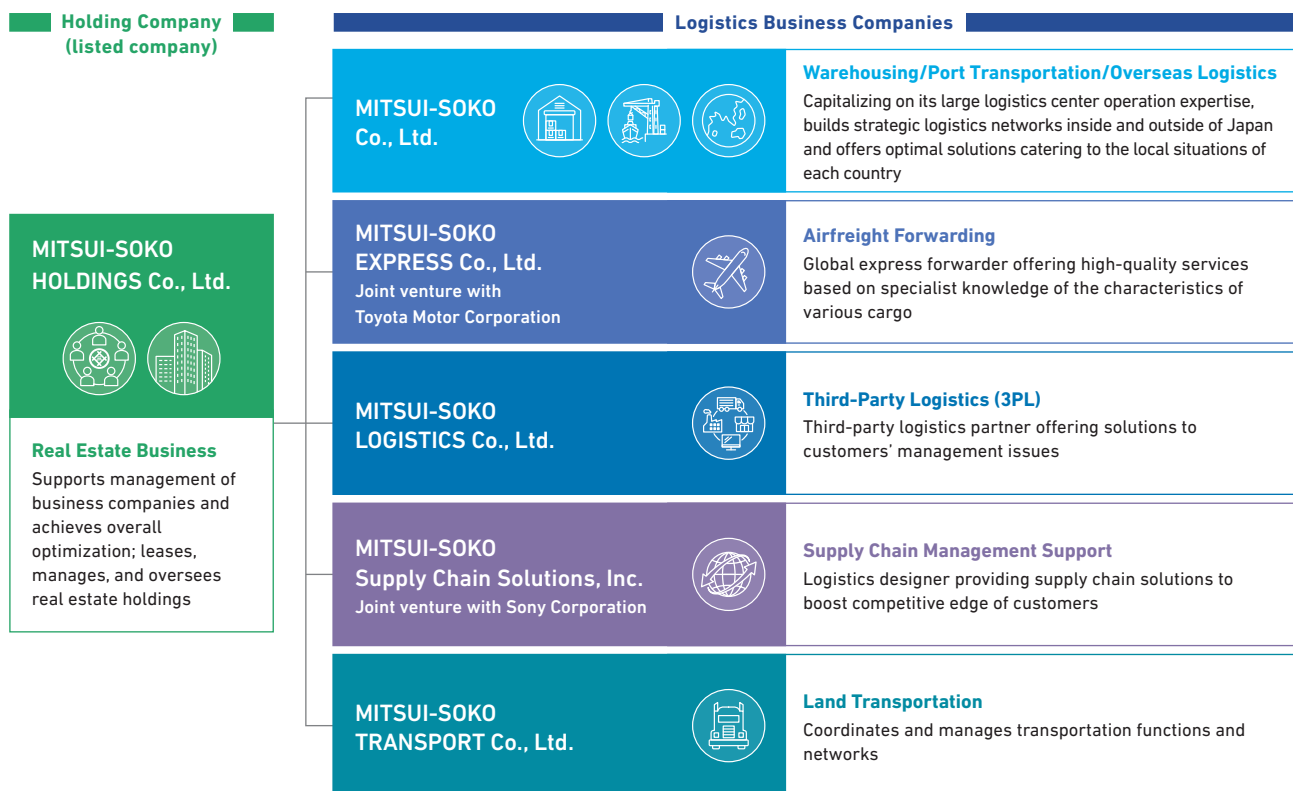 Holding Company
(listed company)
MITSUI-SOKO
HOLDINGS Co., Ltd.
Real Estate Business
Supports management of
business companies and
achieves overall
optimization; leases,
manages, and oversees
real estate holdings
Logistics Business Companies
MITSUI-SOKO
Co., Ltd.
Warehousing/Port Transportation/Overseas Logistics
Capitalizing on its large logistics center operation expertise,
builds strategic logistics networks inside and outside of Japan
and offers optimal solutions catering to the local situations of
each country
MITSUI-SOKO
EXPRESS Co., Ltd.
Joint venture with
Toyota Motor Corporation
Airfreight Forwarding
Global express forwarder offering high-quality services
based on specialist knowledge of the characteristics of
various cargo
MITSUI-SOKO
LOGISTICS Co., Ltd.
Third-Party Logistics (3PL)
Third-party logistics partner offering solutions to
customers’ management issues
MITSUI-SOKO
Supply Chain Solutions, Inc.
Joint venture with Sony Corporation
Supply Chain Management Support
Logistics designer providing supply chain solutions to
boost competitive edge of customers
MITSUI-SOKO
TRANSPORT Co., Ltd.
Land Transportation
Coordinates and manages transportation functions and
networks